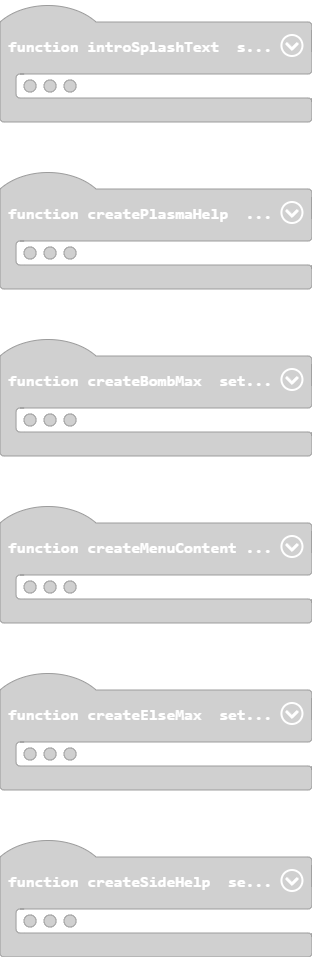 function introSplashText s...
function createPlasmaHelp ...
function createBombMax set...
function createMenuContent ...
function createElseMax set...
function createSideHelp se...